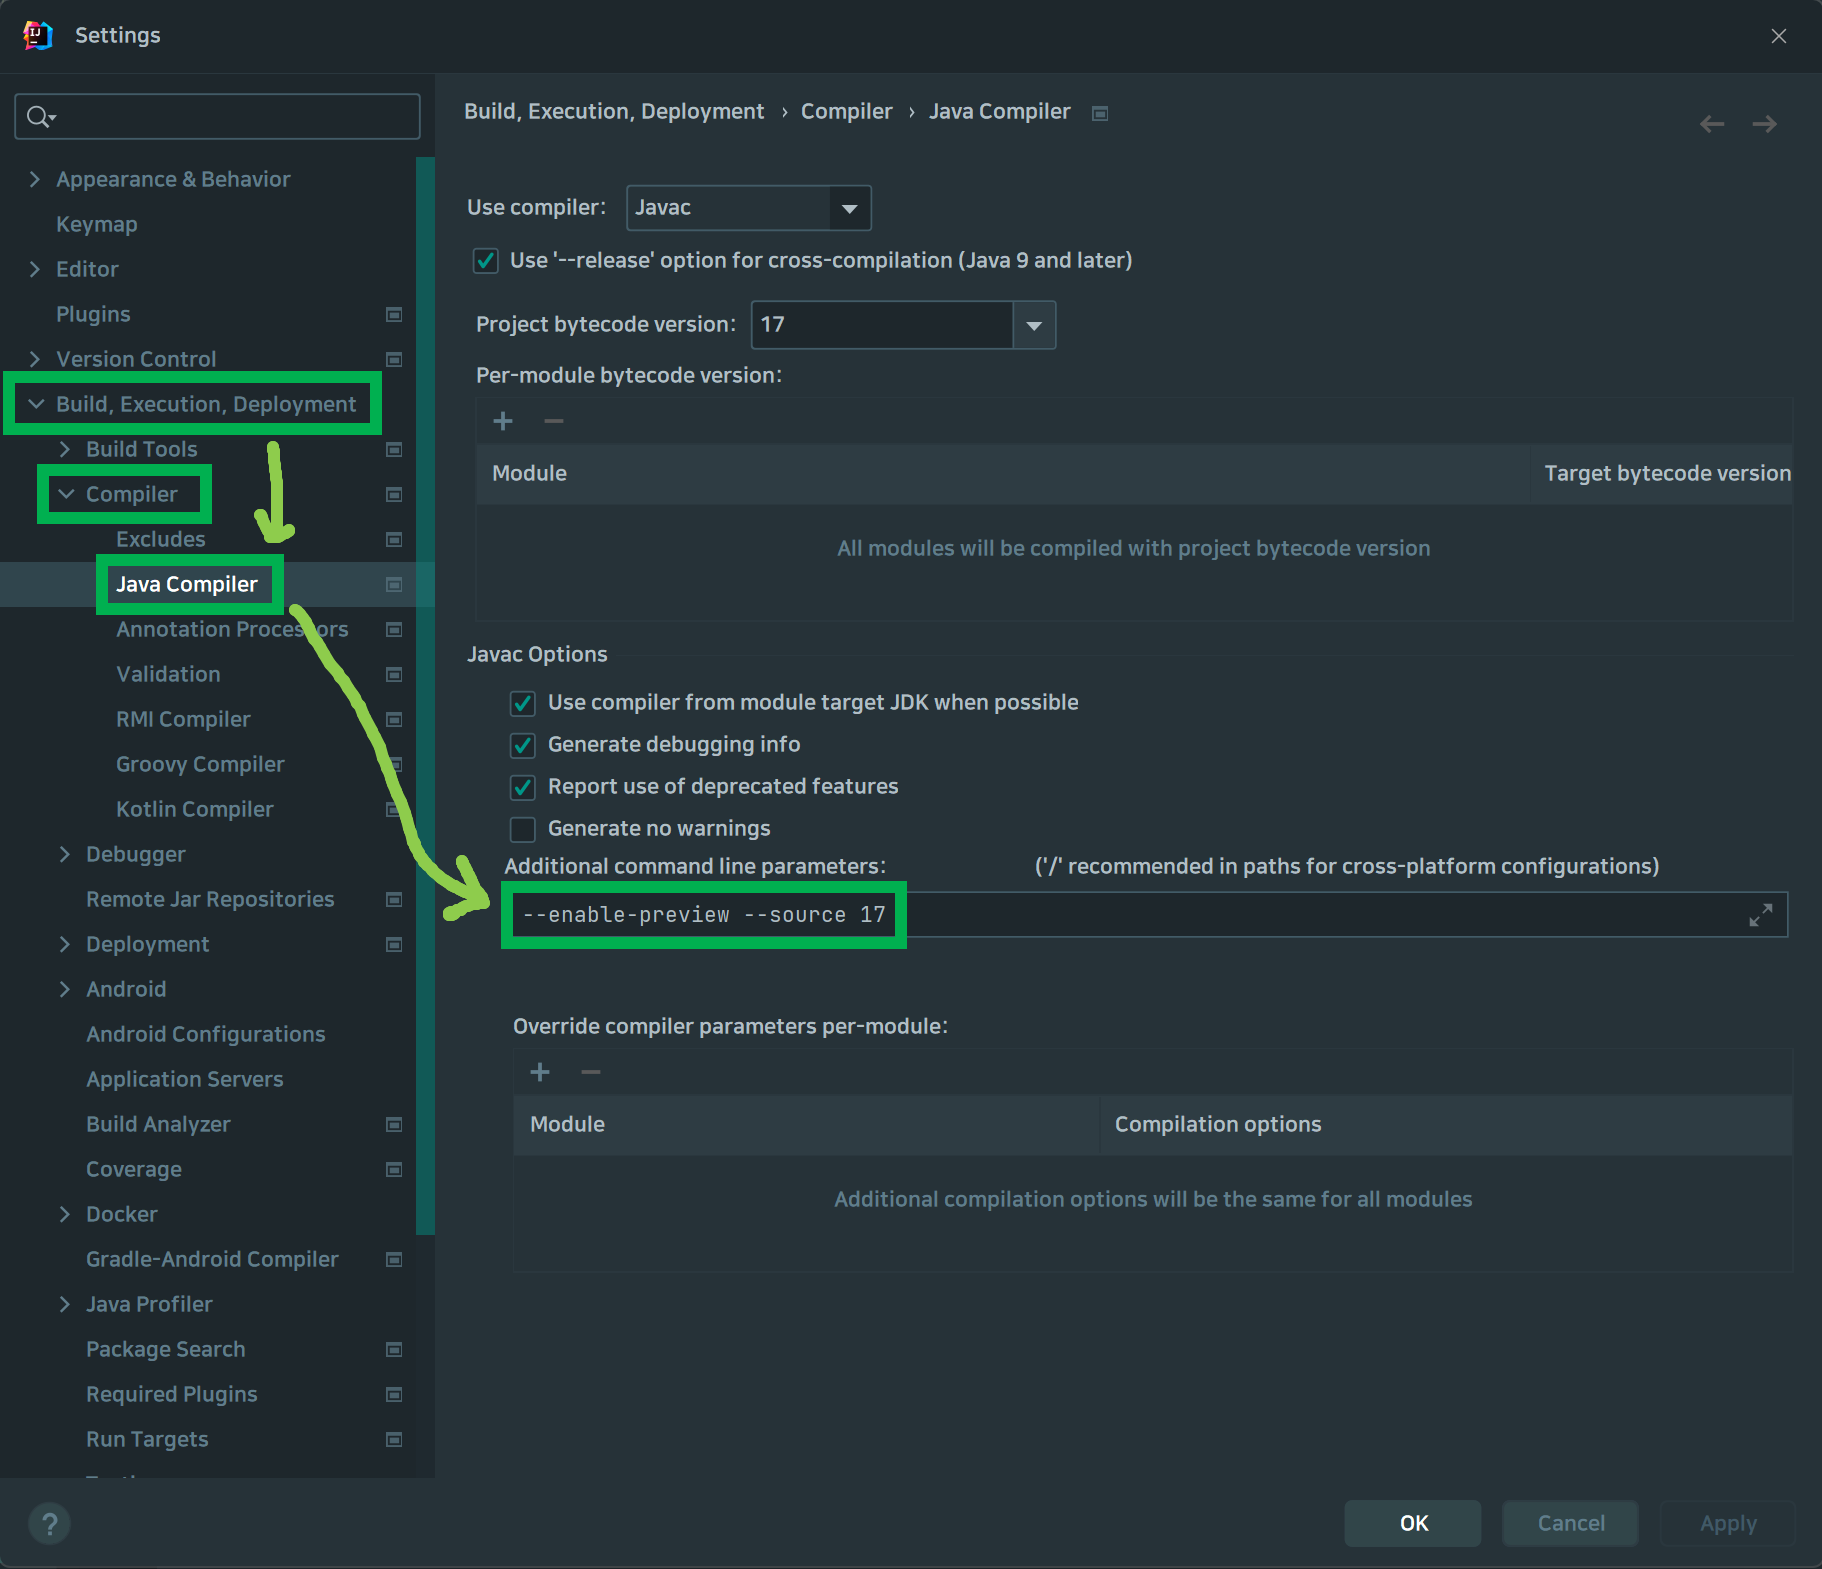 Settings
Appearance & Behavior
Keymap
Editor
Plugins
Version Control
Build, Execution, Deployment
Build Tools
Compiler
Excludes
Java Compiler
Annotation Processors
Validation
RMI Compiler
Groovy Compiler
Kotlin Compiler
Debugger
Remote Jar Repositories
Deployment
Android
Android Configurations
Application Servers
Build Analyzer
Coverage
Docker
Gradle-Android Compiler
Java Profiler
Package Search
Required Plugins
Run Targets
Build, Execution, Deployment › Compiler › Java Compiler
Use compiler: Javac
Use '--release' option for cross-compilation (Java 9 and later)
Project bytecode version: 17
Per-module bytecode version:
Module Target bytecode version
All modules will be compiled with project bytecode version
Javac Options
Use compiler from module target JDK when possible
Generate debugging info
Report use of deprecated features
Generate no warnings
Additional command line parameters: ('/' recommended in paths for cross-platform configurations)
--enable-preview --source 17
Override compiler parameters per-module:
Module Compilation options
Additional compilation options will be the same for all modules
? OK Cancel Apply